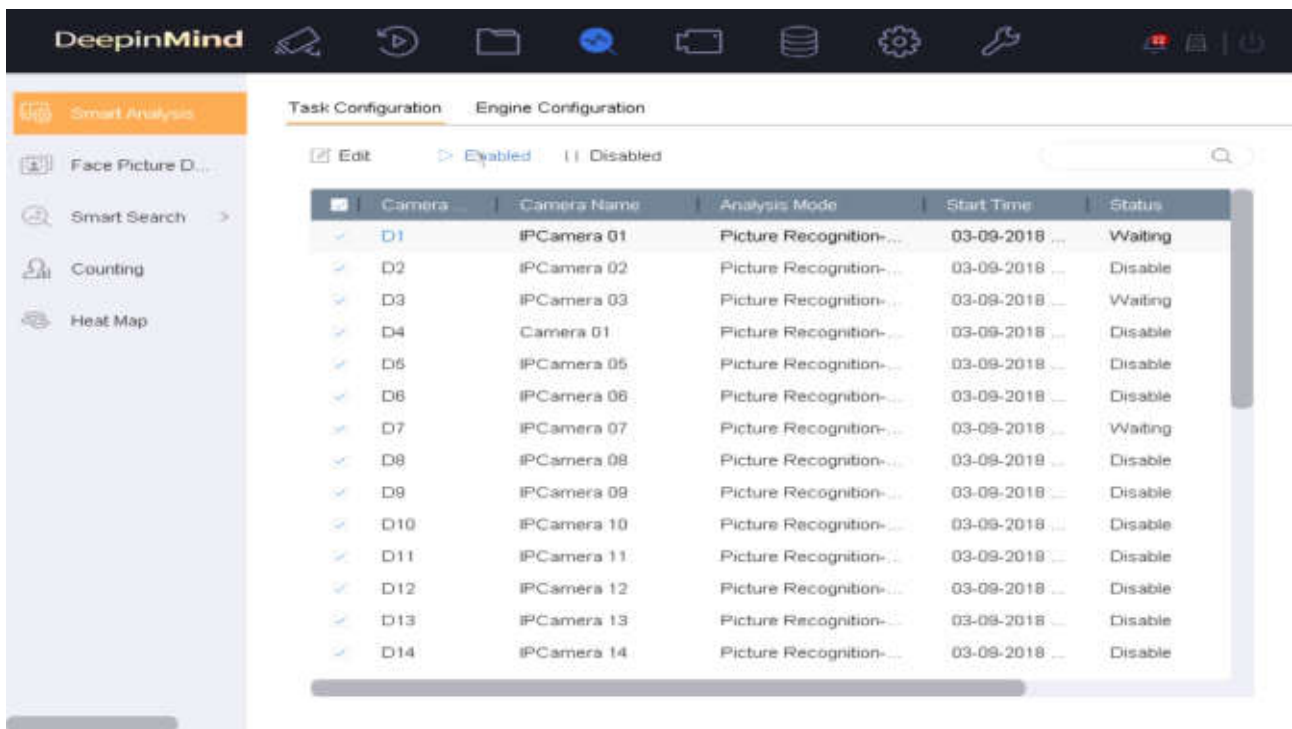 DeepinMind
Smart Analysis
Face Picture D...
Smart Search >
Counting
Heat Map
Task Configuration Engine Configuration
Edit Enabled Disabled
Camera ... Camera Name Analysis Mode Start Time Status
D1 IPCamera 01 Picture Recognition-... 03-09-2018 ... Waiting
D2 IPCamera 02 Picture Recognition-... 03-09-2018 ... Disable
D3 IPCamera 03 Picture Recognition-... 03-09-2018 ... Waiting
D4 Camera 01 Picture Recognition-... 03-09-2018 ... Disable
D5 IPCamera 05 Picture Recognition-... 03-09-2018 ... Disable
D6 IPCamera 06 Picture Recognition-... 03-09-2018 ... Disable
D7 IPCamera 07 Picture Recognition-... 03-09-2018 ... Waiting
D8 IPCamera 08 Picture Recognition-... 03-09-2018 ... Disable
D9 IPCamera 09 Picture Recognition-... 03-09-2018 ... Disable
D10 IPCamera 10 Picture Recognition-... 03-09-2018 ... Disable
D11 IPCamera 11 Picture Recognition-... 03-09-2018 ... Disable
D12 IPCamera 12 Picture Recognition-... 03-09-2018 ... Disable
D13 IPCamera 13 Picture Recognition-... 03-09-2018 ... Disable
D14 IPCamera 14 Picture Recognition-... 03-09-2018 ... Disable